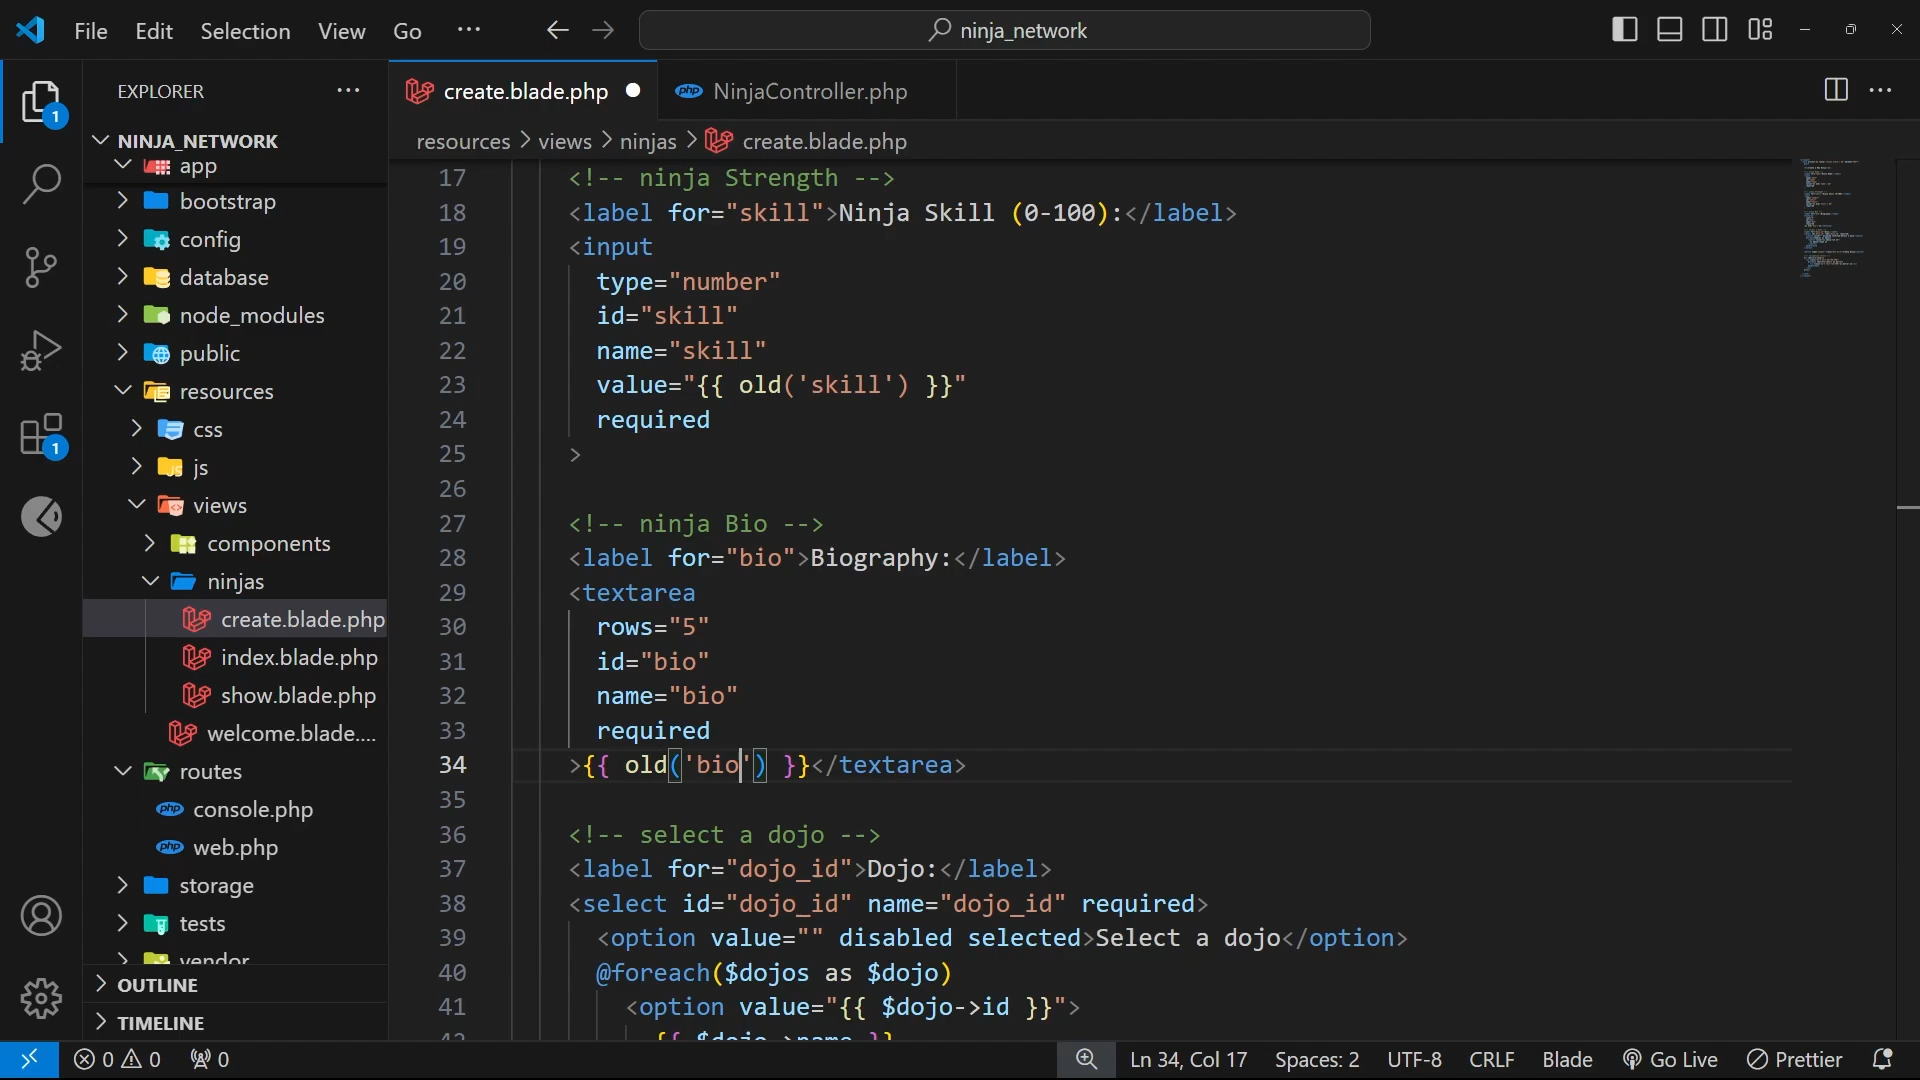 File Edit Selection View Go ... ninja_network
EXPLORER ...
1
NINJA_NETWORK
app
bootstrap
config
database
node_modules
public
resources
css
js
views
components
ninjas
create.blade.php
index.blade.php
show.blade.php
welcome.blade....
routes
console.php
web.php
storage
tests
vendor
OUTLINE
TIMELINE
1
create.blade.php NinjaController.php
resources > views > ninjas > create.blade.php
17 <!-- ninja Strength -->
18 <label for="skill">Ninja Skill (0-100):</label>
19 <input
20 type="number"
21 id="skill"
22 name="skill"
23 value="{{ old('skill') }}"
24 required
25 >
26
27 <!-- ninja Bio -->
28 <label for="bio">Biography:</label>
29 <textarea
30 rows="5"
31 id="bio"
32 name="bio"
33 required
34 >{{ old('bio') }}</textarea>
35
36 <!-- select a dojo -->
37 <label for="dojo_id">Dojo:</label>
38 <select id="dojo_id" name="dojo_id" required>
39 <option value="" disabled selected>Select a dojo</option>
40 @foreach($dojos as $dojo)
41 <option value="{{ $dojo->id }}">
42 {{ $dojo->name }}
0 0 0 Ln 34, Col 17 Spaces: 2 UTF-8 CRLF Blade Go Live Prettier